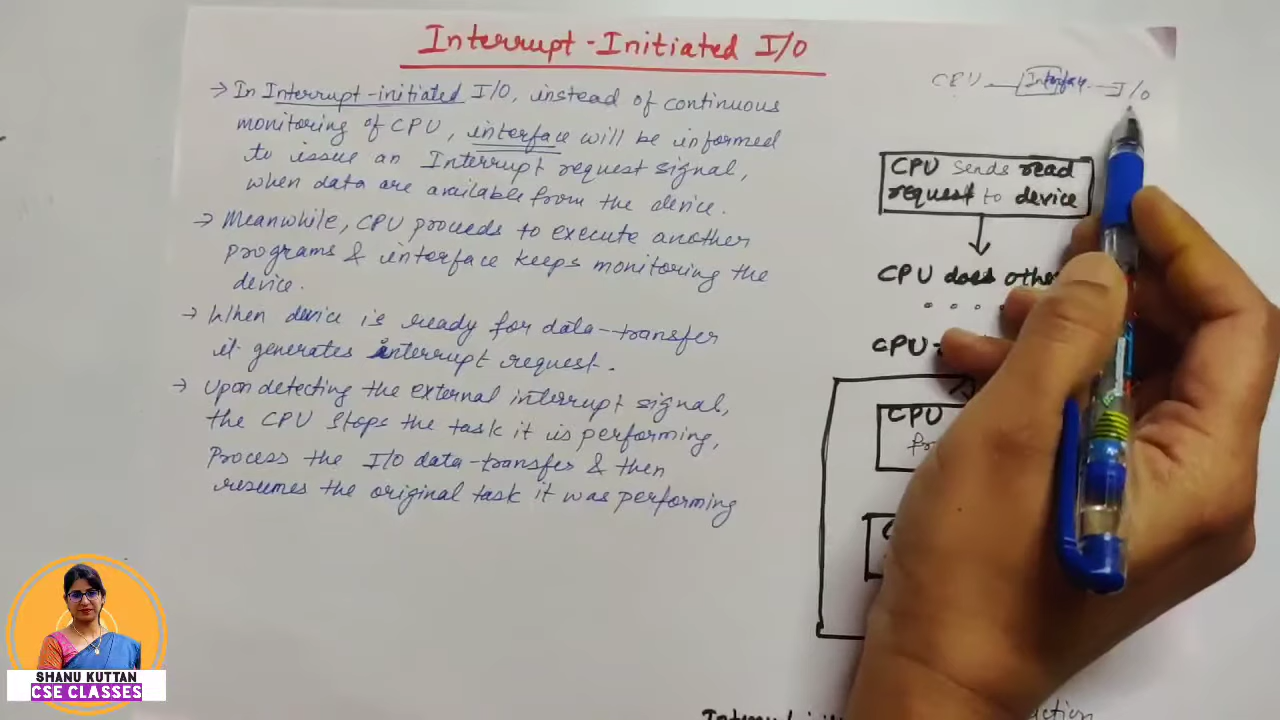 Interrupt-Initiated I/O
→ In Interrupt-initiated I/O, instead of continuous
monitoring of CPU, interface will be informed
to issue an Interrupt request signal,
when data are available from the device.
→ Meanwhile, CPU proceeds to execute another
programs & interface keeps monitoring the
device.
→ When device is ready for data-transfer
it generates interrupt request.
→ Upon detecting the external interrupt signal,
the CPU stops the task it is performing,
Process the I/O data-transfer & then
resumes the original task it was performing
CPU Interface I/O
CPU sends read
request to device
CPU does
CPU
CPU
SHANU KUTTAN
CSE CLASSES